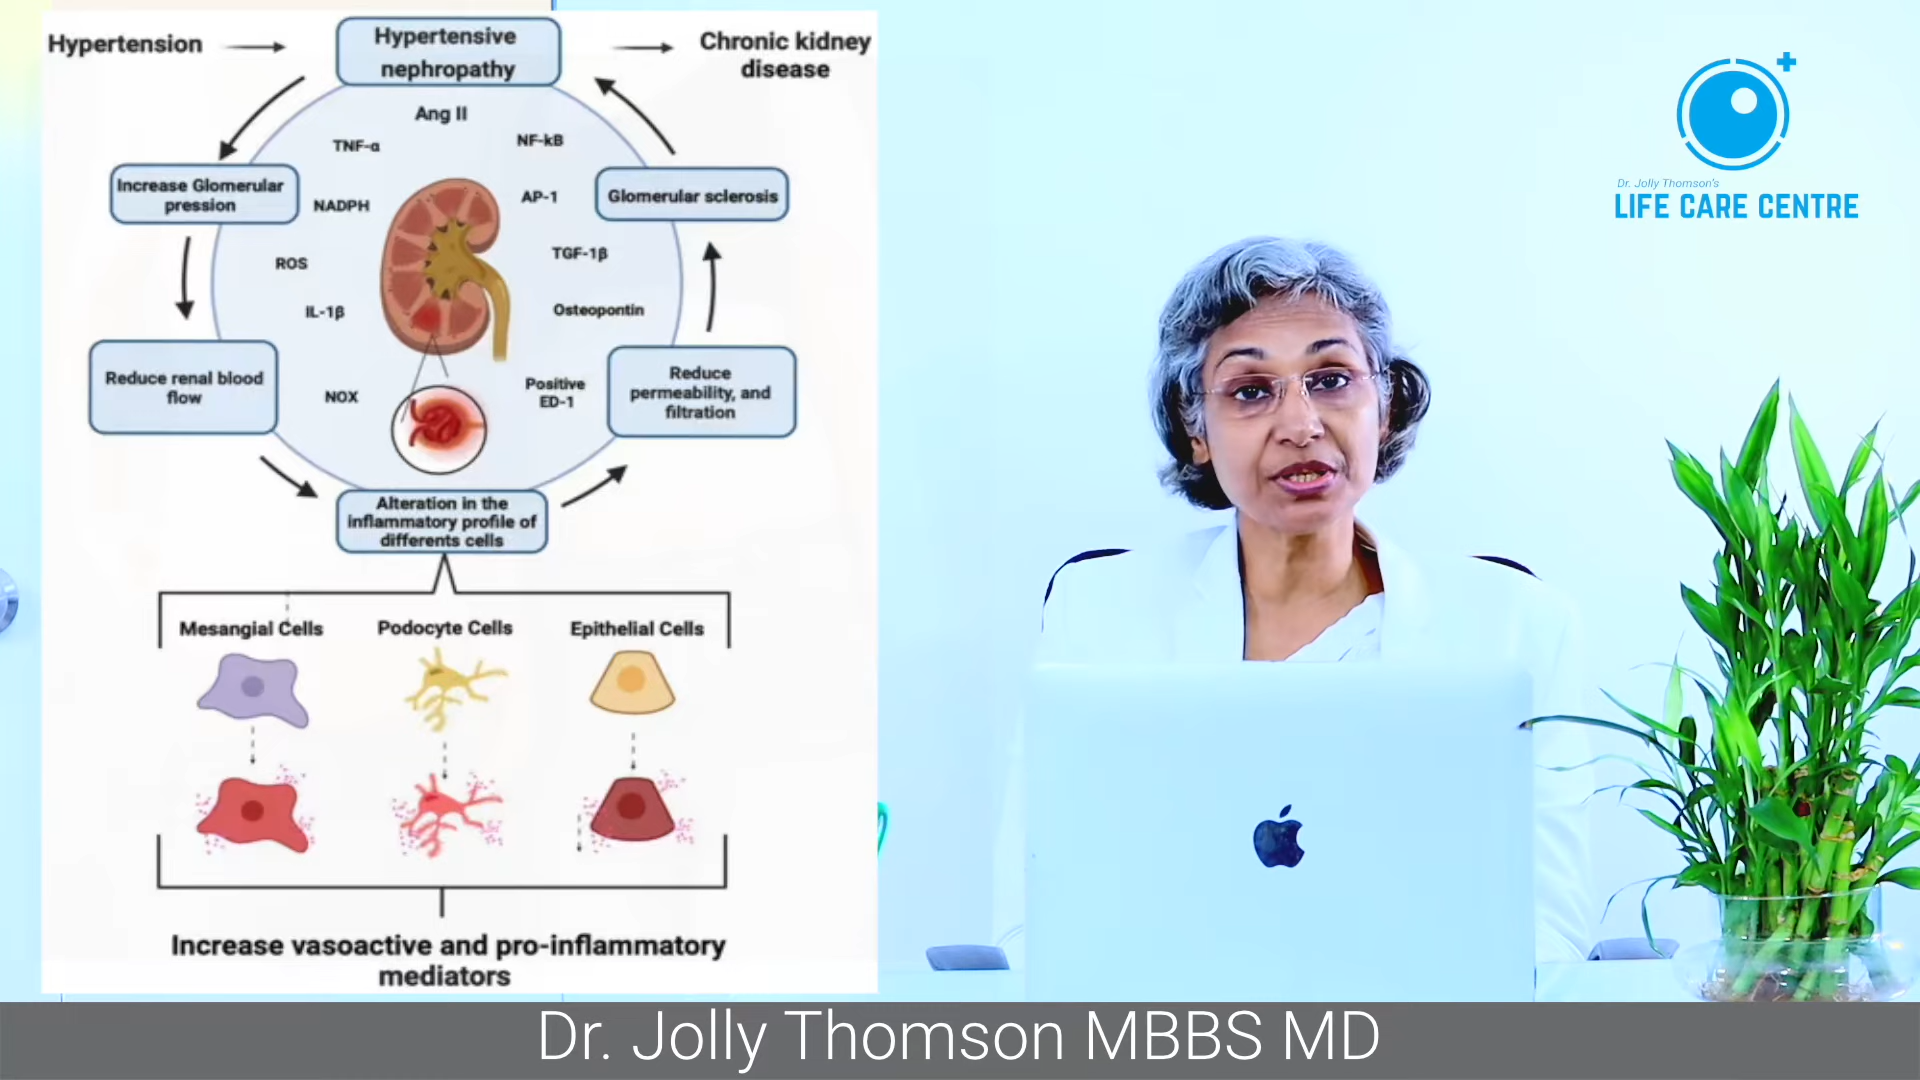 Hypertension
Hypertensive
nephropathy
Chronic kidney
disease
Ang II
TNF-α
NF-kB
Increase Glomerular
pression
NADPH
AP-1
Glomerular sclerosis
ROS
TGF-1β
IL-1β
Osteopontin
Reduce renal blood
flow
NOX
Positive
ED-1
Reduce
permeability, and
filtration
Alteration in the
inflammatory profile of
differents cells
Mesangial Cells
Podocyte Cells
Epithelial Cells
Increase vasoactive and pro-inflammatory
mediators
Dr. Jolly Thomson's
LIFE CARE CENTRE
Dr. Jolly Thomson MBBS MD